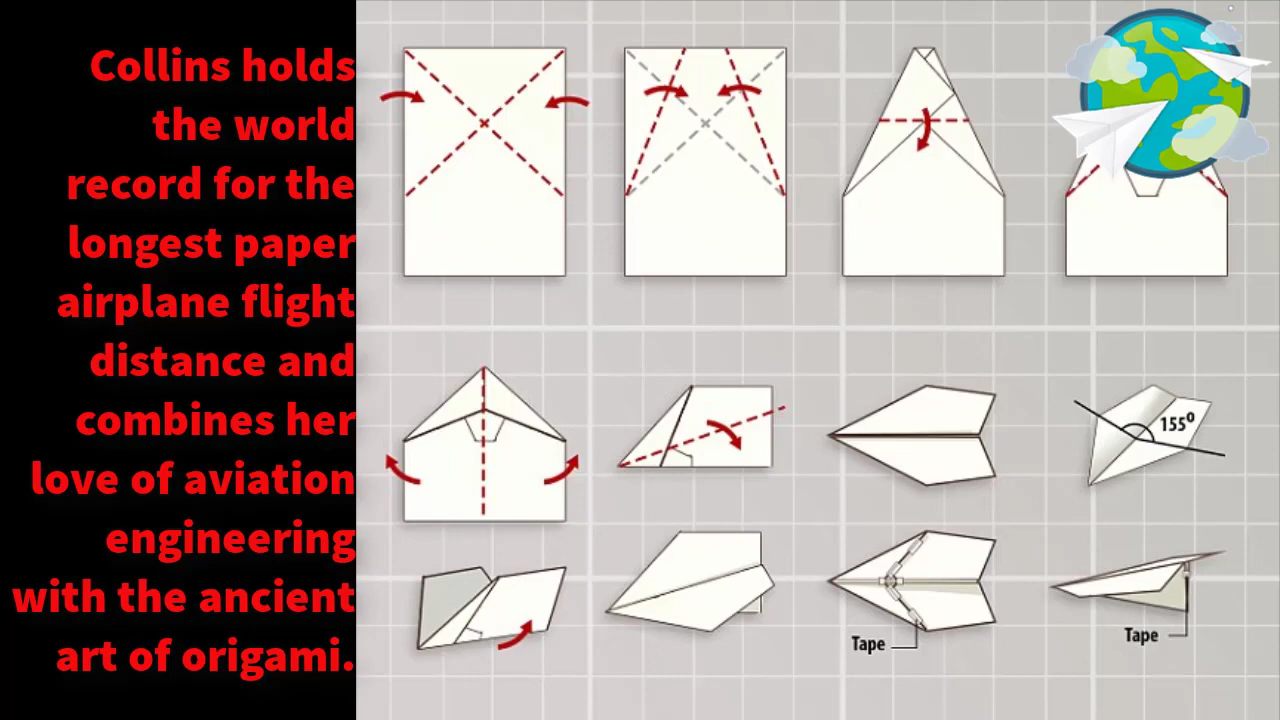 Collins holds
the world
record for the
longest paper
airplane flight
distance and
combines her
love of aviation
engineering
with the ancient
art of origami.
155º
Tape
Tape